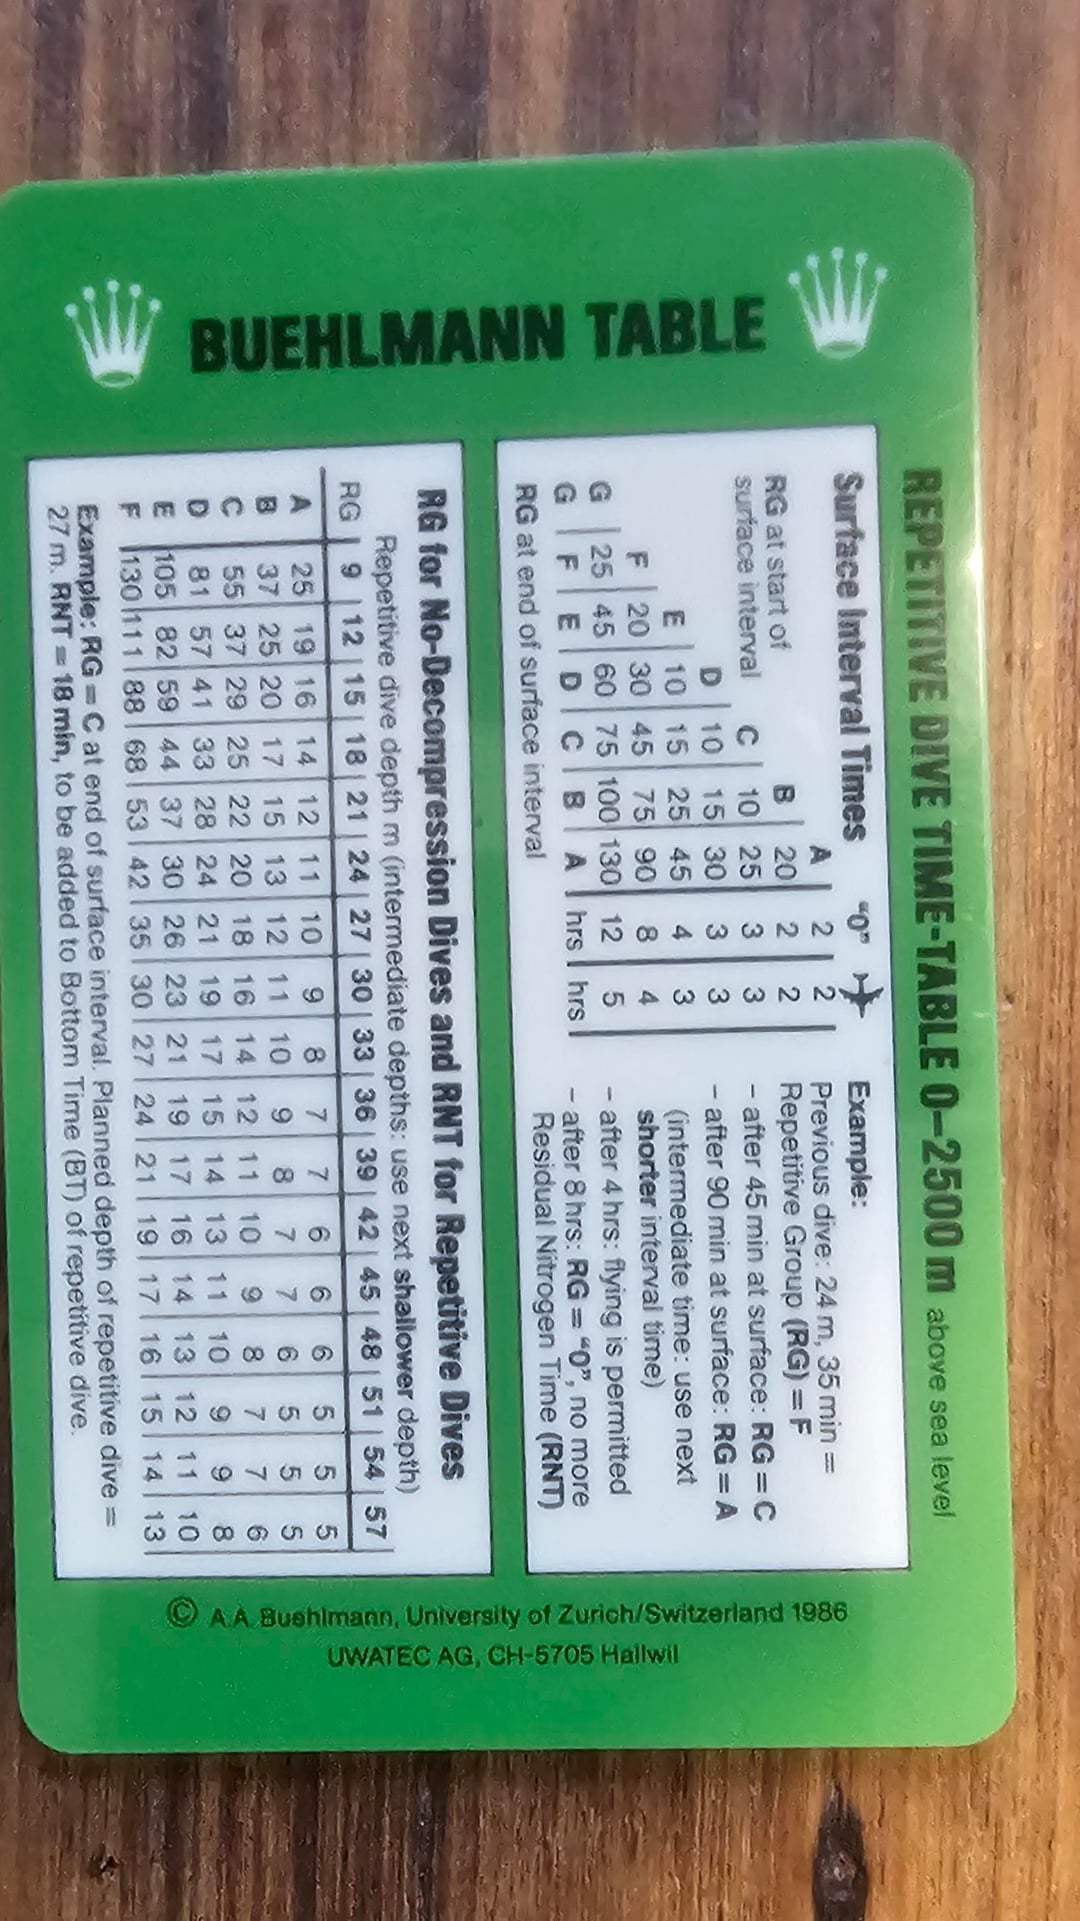 BUEHLMANN TABLE
REPETITIVE DIVE TIME-TABLE 0–2500 m above sea level
Surface Interval Times "0"
RG at start of
surface interval
A 2 2
B 20 2 2
C 10 25 3 3
D 10 15 30 3 3
E 10 15 25 45 4 3
F 20 30 45 75 90 8 4
G 25 45 60 75 100 130 12 5
G F E D C B A hrs hrs
RG at end of surface interval
Example:
Previous dive: 24 m, 35 min =
Repetitive Group (RG) = F
– after 45 min at surface: RG = C
– after 90 min at surface: RG = A
(intermediate time: use next
shorter interval time)
– after 4 hrs: flying is permitted
– after 8 hrs: RG = "0", no more
Residual Nitrogen Time (RNT)
RG for No-Decompression Dives and RNT for Repetitive Dives
Repetitive dive depth m (intermediate depths: use next shallower depth)
RG 9 12 15 18 21 24 27 30 33 36 39 42 45 48 51 54 57
A 25 19 16 14 12 11 10 9 8 7 7 6 6 6 5 5 5
B 37 25 20 17 15 13 12 11 10 9 8 7 7 6 5 5 5
C 55 37 29 25 22 20 18 16 14 12 11 10 9 8 7 7 6
D 81 57 41 33 28 24 21 19 17 15 14 13 11 10 9 9 8
E 105 82 59 44 37 30 26 23 21 19 17 16 14 13 12 11 10
F 130 111 88 68 53 42 35 30 27 24 21 19 17 16 15 14 13
Example: RG = C at end of surface interval. Planned depth of repetitive dive =
27 m. RNT = 18 min, to be added to Bottom Time (BT) of repetitive dive.
© A.A. Buehlmann, University of Zurich/Switzerland 1986
UWATEC AG, CH-5705 Hallwil